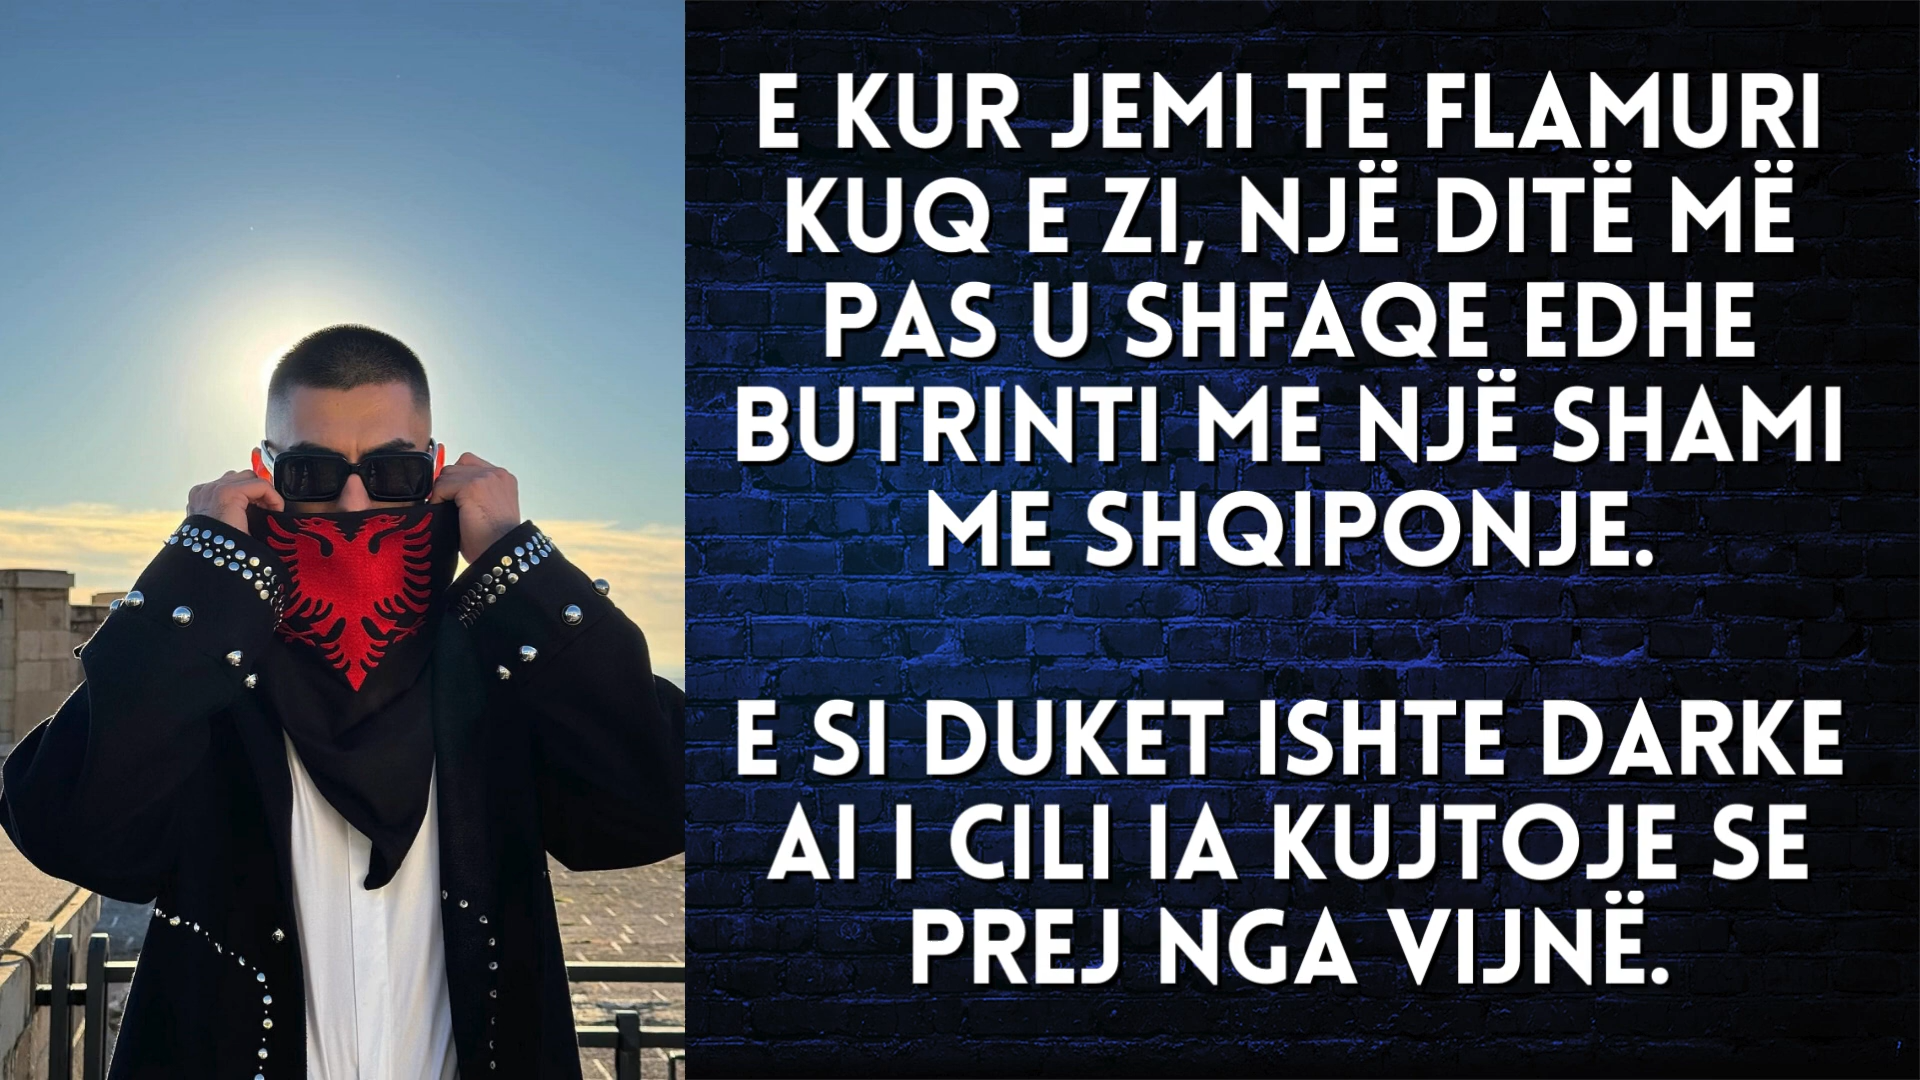 E KUR JEMI TE FLAMURI
KUQ E ZI, NJË DITË MË
PAS U SHFAQE EDHE
BUTRINTI ME NJË SHAMI
ME SHQIPONJE.
E SI DUKET ISHTE DARKE
AI I CILI IA KUJTOJE SE
PREJ NGA VIJNË.